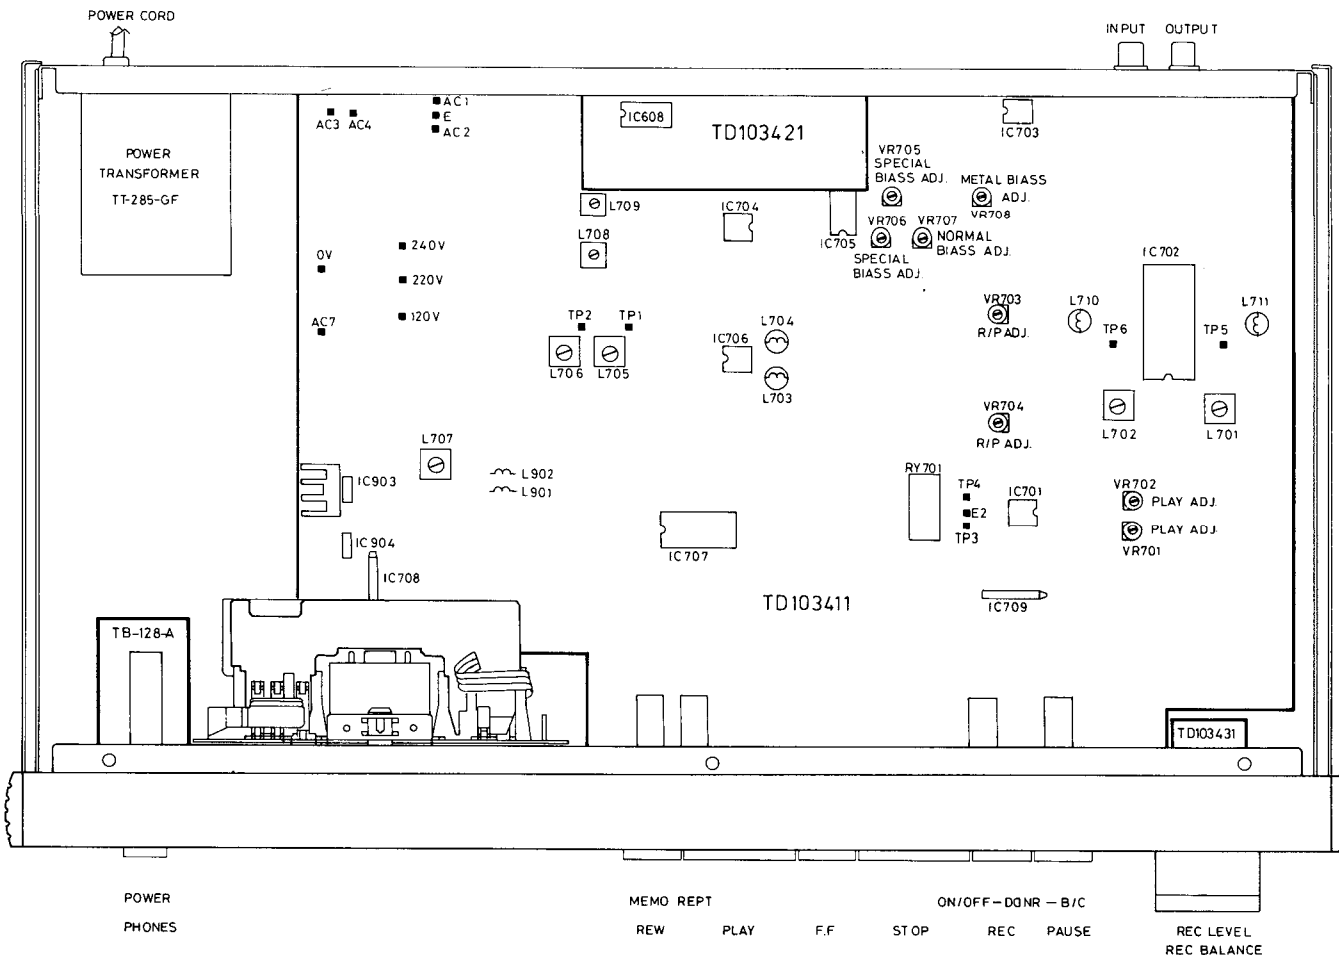 POWER CORD
INPUT OUTPUT
AC3 AC4
AC1
E
AC2
IC608
TD103421
IC703
POWER
TRANSFORMER
TT-285-GF
VR705
SPECIAL
BIASS ADJ.
METAL BIASS
ADJ.
VR708
L709
IC704
IC705
VR706
VR707
NORMAL
BIASS ADJ.
SPECIAL
BIASS ADJ.
L708
0V
240V
220V
120V
AC7
IC702
VR703
R/P ADJ.
L710
L711
TP6
TP5
TP2
TP1
L706
L705
IC706
L704
L703
VR704
R/P ADJ.
L702
L701
L707
IC903
L902
L901
RY701
TP4
E2
TP3
IC701
VR702
PLAY ADJ.
PLAY ADJ.
VR701
IC904
IC708
IC707
TD103411
IC709
TB-128-A
TD103431
POWER
PHONES
MEMO REPT
ON/OFF-DONR-B/C
REW PLAY F.F STOP REC PAUSE
REC LEVEL
REC BALANCE